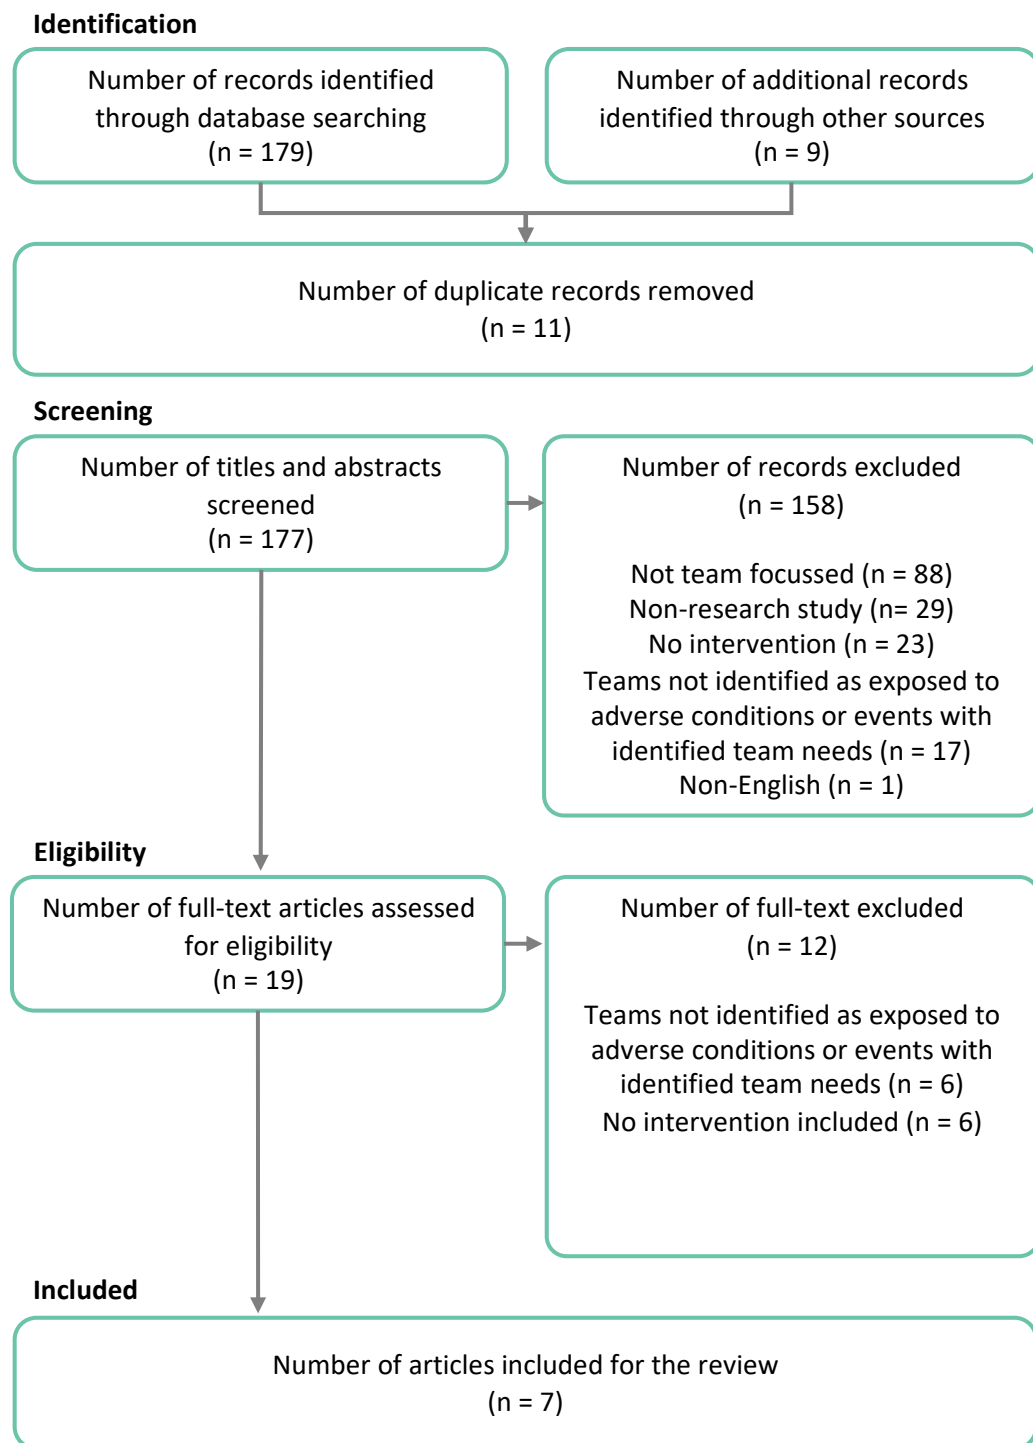 Identification
Number of records identified
through database searching
(n = 179)
Number of additional records
identified through other sources
(n = 9)
Number of duplicate records removed
(n = 11)
Screening
Number of titles and abstracts
screened
(n = 177)
Number of records excluded
(n = 158)
Not team focussed (n = 88)
Non-research study (n= 29)
No intervention (n = 23)
Teams not identified as exposed to
adverse conditions or events with
identified team needs (n = 17)
Non-English (n = 1)
Eligibility
Number of full-text articles assessed
for eligibility
(n = 19)
Number of full-text excluded
(n = 12)
Teams not identified as exposed to
adverse conditions or events with
identified team needs (n = 6)
No intervention included (n = 6)
Included
Number of articles included for the review
(n = 7)